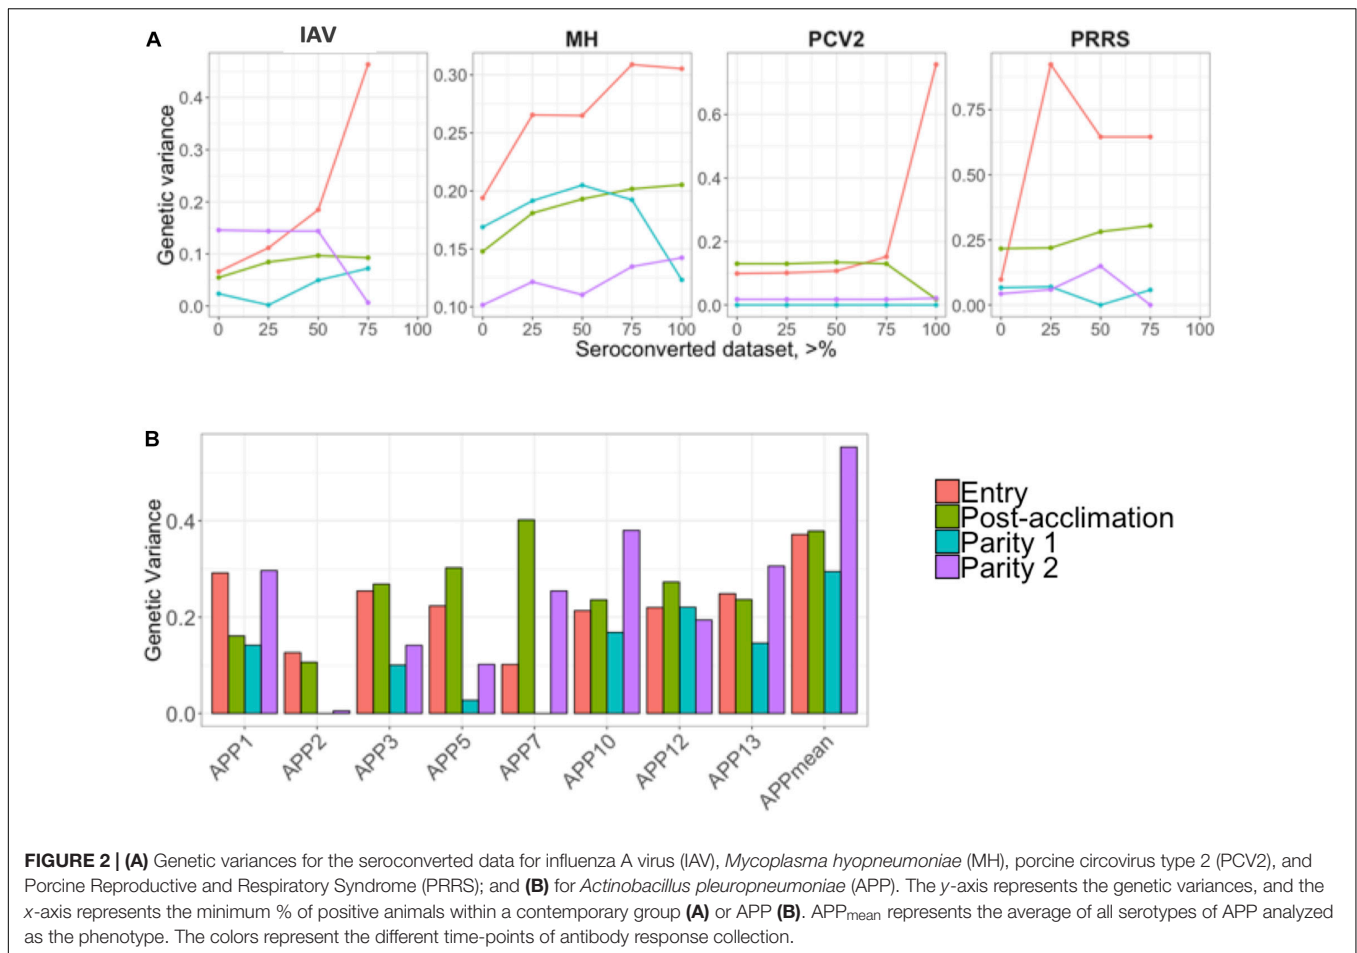 A
IAV
MH
PCV2
PRRS
Genetic variance
0.4
0.3
0.2
0.1
0.0
0.30
0.25
0.20
0.15
0.10
0.6
0.4
0.2
0.0
0.75
0.50
0.25
0.00
0 25 50 75 100
0 25 50 75 100
0 25 50 75 100
0 25 50 75 100
Seroconverted dataset, >%
B
Genetic Variance
0.4
0.2
0.0
APP1
APP2
APP3
APP5
APP7
APP10
APP12
APP13
APPmean
Entry
Post-acclimation
Parity 1
Parity 2
FIGURE 2 | (A) Genetic variances for the seroconverted data for influenza A virus (IAV), Mycoplasma hyopneumoniae (MH), porcine circovirus type 2 (PCV2), and
Porcine Reproductive and Respiratory Syndrome (PRRS); and (B) for Actinobacillus pleuropneumoniae (APP). The y-axis represents the genetic variances, and the
x-axis represents the minimum % of positive animals within a contemporary group (A) or APP (B). APPmean represents the average of all serotypes of APP analyzed
as the phenotype. The colors represent the different time-points of antibody response collection.